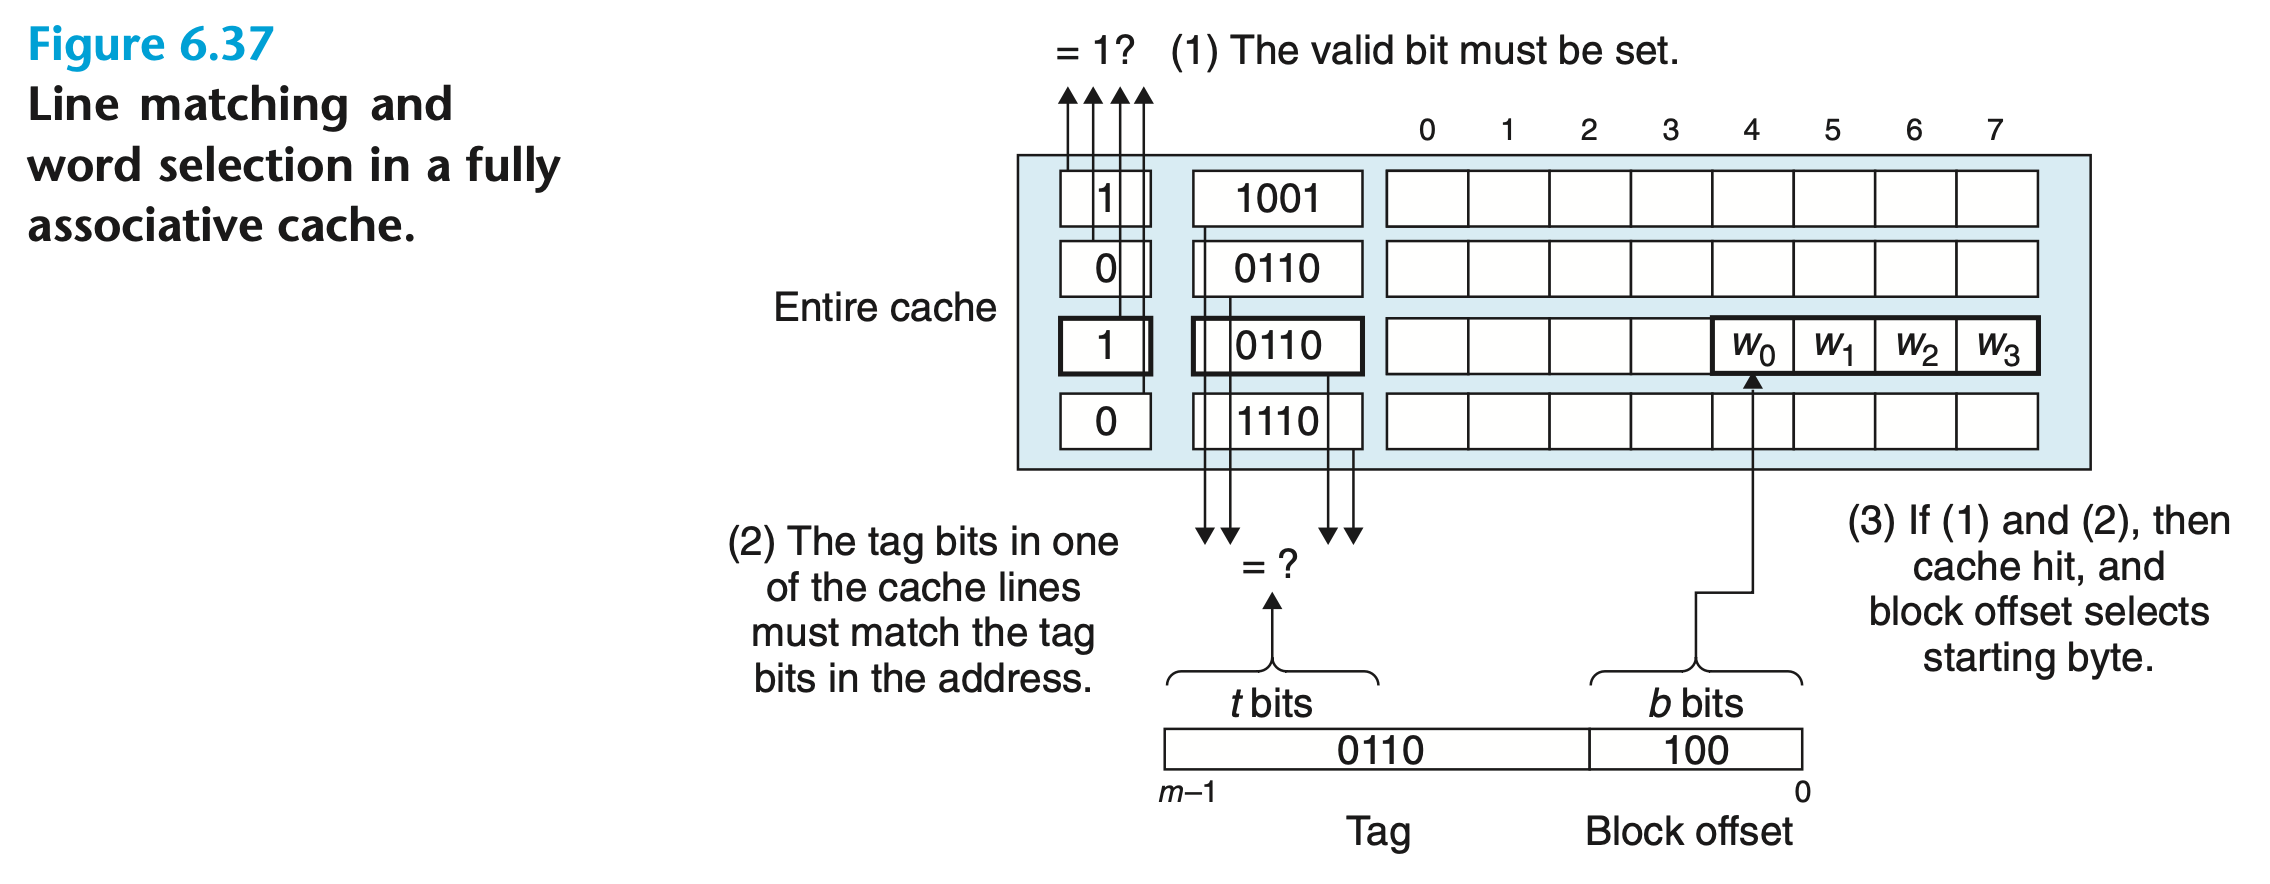 Figure 6.37
Line matching and
word selection in a fully
associative cache.
= 1? (1) The valid bit must be set.
0 1 2 3 4 5 6 7
1 1001
0 0110
Entire cache
1 0110 w0 w1 w2 w3
0 1110
(2) The tag bits in one
of the cache lines
must match the tag
bits in the address.
= ?
(3) If (1) and (2), then
cache hit, and
block offset selects
starting byte.
t bits b bits
0110 100
m–1 0
Tag Block offset